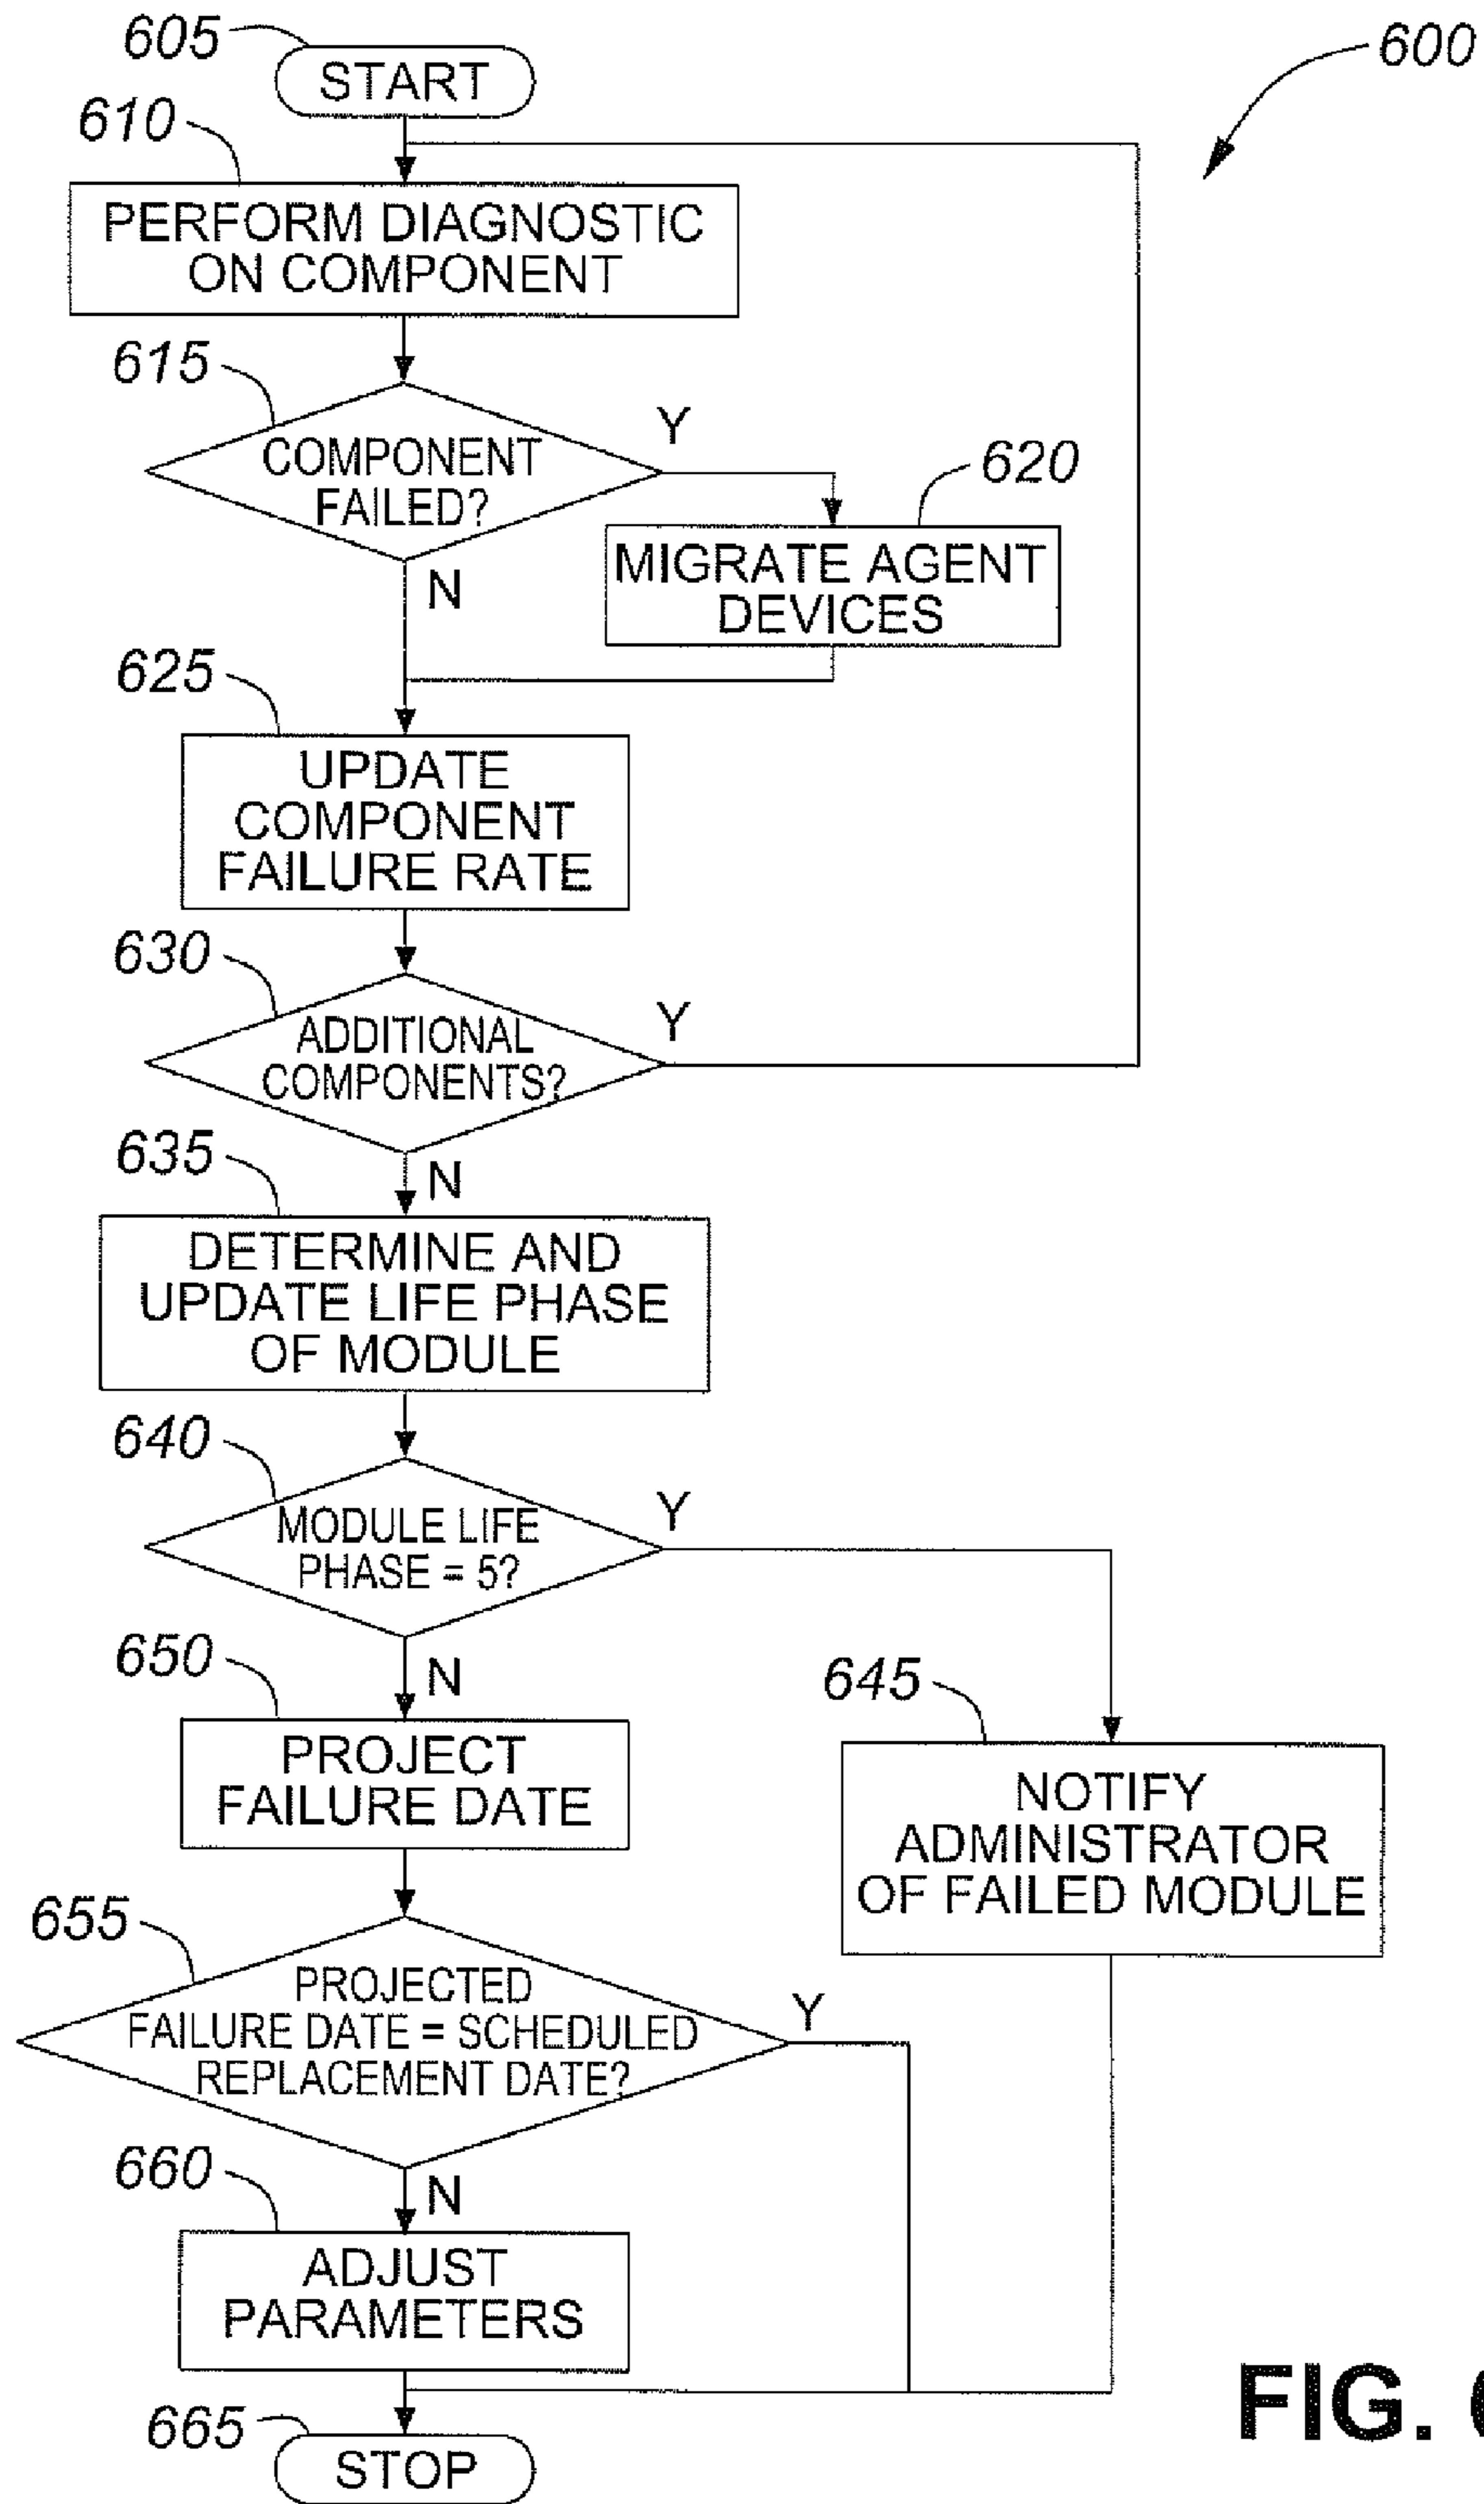 605
START
600
610
PERFORM DIAGNOSTIC
ON COMPONENT
615
COMPONENT
FAILED?
Y
N
620
MIGRATE AGENT
DEVICES
625
UPDATE
COMPONENT
FAILURE RATE
630
ADDITIONAL
COMPONENTS?
Y
N
635
DETERMINE AND
UPDATE LIFE PHASE
OF MODULE
640
MODULE LIFE
PHASE = 5?
Y
N
650
PROJECT
FAILURE DATE
645
NOTIFY
ADMINISTRATOR
OF FAILED MODULE
655
PROJECTED
FAILURE DATE = SCHEDULED
REPLACEMENT DATE?
Y
N
660
ADJUST
PARAMETERS
665
STOP
FIG.